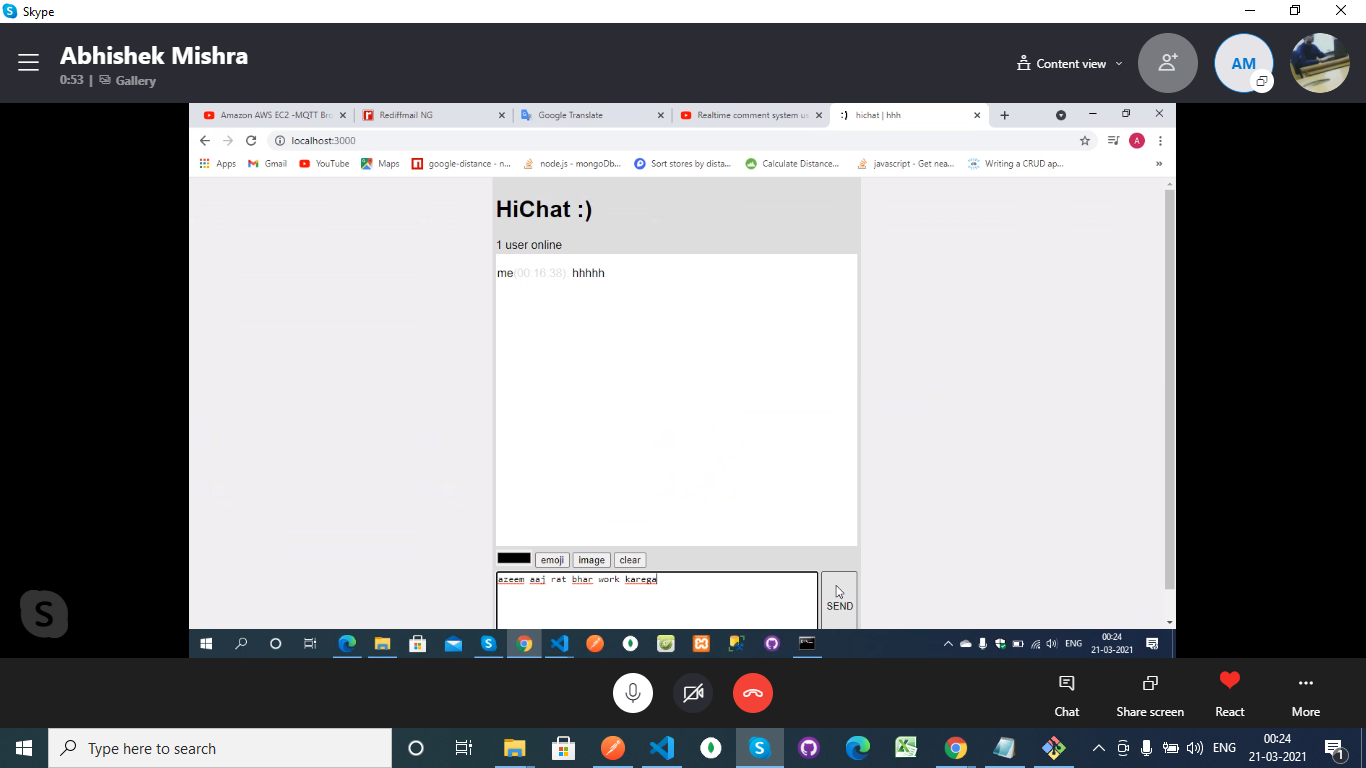 Skype
Abhishek Mishra
0:53 | Gallery
Content view
AM
Amazon AWS EC2 -MQTT Bro
Rediffmail NG
Google Translate
Realtime comment system us
:) hichat | hhh
localhost:3000
A
Apps
Gmail
YouTube
Maps
google-distance - n...
node.js - mongoDb...
Sort stores by dista...
Calculate Distance...
javascript - Get nea...
Writing a CRUD ap...
»
HiChat :)
1 user online
me(00:16:38): hhhhh
emoji
image
clear
azeem aaj rat bhar work karega
SEND
ENG
00:24
21-03-2021
Chat
Share screen
React
More
Type here to search
ENG
00:24
21-03-2021
1